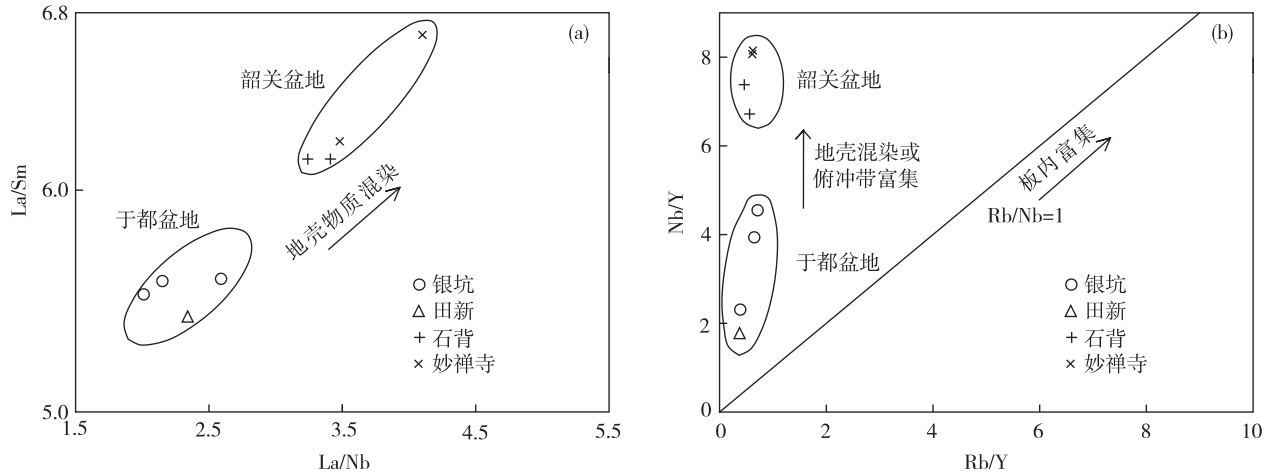 6.8
(a)
韶关盆地
6.0
La/Sm
地壳物质混染
于都盆地
银坑
田新
石背
妙禅寺
5.0
1.5
2.5
3.5
4.5
5.5
La/Nb
(b)
8
韶关盆地
6
地壳混染或
俯冲带富集
板内富集
Rb/Nb=1
Nb/Y
4
于都盆地
银坑
田新
2
石背
妙禅寺
0
0
2
4
6
8
10
Rb/Y